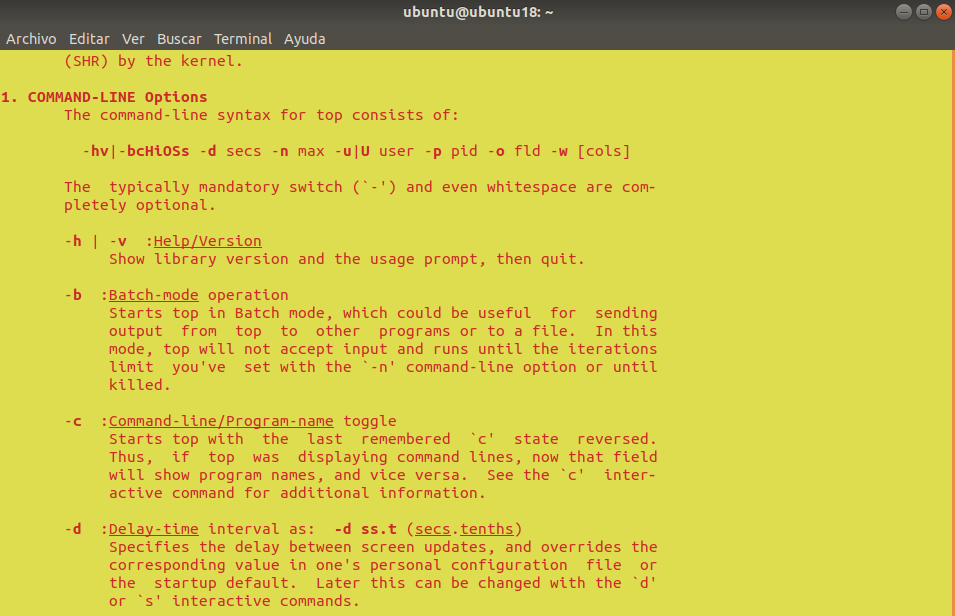 ubuntu@ubuntu18: ~
Archivo Editar Ver Buscar Terminal Ayuda
(SHR) by the kernel.
1. COMMAND-LINE Options
The command-line syntax for top consists of:
-hv|-bcHiOSs -d secs -n max -u|U user -p pid -o fld -w [cols]
The  typically mandatory switch (`-') and even whitespace are com-
pletely optional.
-h | -v  :Help/Version
Show library version and the usage prompt, then quit.
-b  :Batch-mode operation
Starts top in Batch mode, which could be useful  for  sending
output  from  top  to  other  programs or to a file.  In this
mode, top will not accept input and runs until the iterations
limit  you've  set with the `-n' command-line option or until
killed.
-c  :Command-line/Program-name toggle
Starts top with  the  last  remembered  `c'  state  reversed.
Thus,  if  top  was  displaying command lines, now that field
will show program names, and vice versa.  See the `c'  inter-
active command for additional information.
-d  :Delay-time interval as:  -d ss.t (secs.tenths)
Specifies the delay between screen updates, and overrides the
corresponding value in one's personal configuration  file  or
the  startup default.  Later this can be changed with the `d'
or `s' interactive commands.